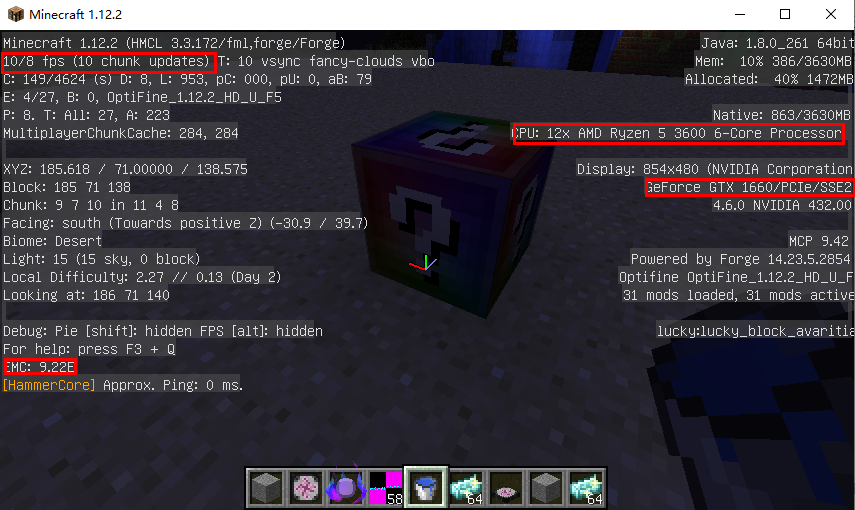 Minecraft 1.12.2
Minecraft 1.12.2 (HMCL 3.3.172/fml,forge/Forge)
10/8 fps (10 chunk updates) T: 10 vsync fancy-clouds vbo
C: 149/4624 (s) D: 8, L: 953, pC: 000, pU: 0, aB: 79
E: 4/27, B: 0, OptiFine_1.12.2_HD_U_F5
P: 8. T: All: 27, A: 223
MultiplayerChunkCache: 284, 284
XYZ: 185.618 / 71.00000 / 138.575
Block: 185 71 138
Chunk: 9 7 10 in 11 4 8
Facing: south (Towards positive Z) (-30.9 / 39.7)
Biome: Desert
Light: 15 (15 sky, 0 block)
Local Difficulty: 2.27 // 0.13 (Day 2)
Looking at: 186 71 140
Debug: Pie [shift]: hidden FPS [alt]: hidden
For help: press F3 + Q
EMC: 9.22E
[HammerCore] Approx. Ping: 0 ms.
Java: 1.8.0_261 64bit
Mem: 10% 386/3630MB
Allocated: 40% 1472MB
Native: 863/3630MB
CPU: 12x AMD Ryzen 5 3600 6-Core Processor
Display: 854x480 (NVIDIA Corporation
GeForce GTX 1660/PCIe/SSE2
4.6.0 NVIDIA 432.00
MCP 9.42
Powered by Forge 14.23.5.2854
Optifine OptiFine_1.12.2_HD_U_F
31 mods loaded, 31 mods active
lucky:lucky_block_avaritia
?
?
58
64
64